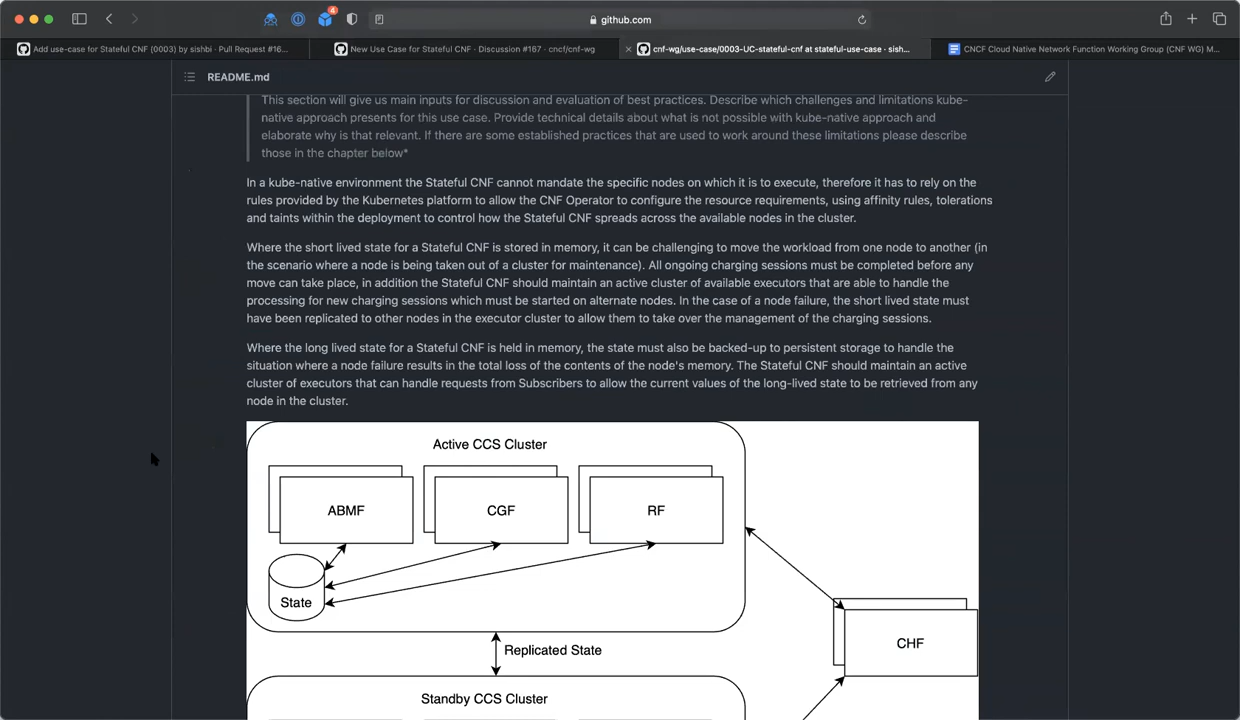 4
github.com
Add use-case for Stateful CNF (0003) by sishbi · Pull Request #16...
New Use Case for Stateful CNF · Discussion #187 · cncf/cnf-wg
cnf-wg/use-case/0003-UC-stateful-cnf at stateful-use-case · sish...
CNCF Cloud Native Network Function Working Group (CNF WG) M...
README.md
This section will give us main inputs for discussion and evaluation of best practices. Describe which challenges and limitations kube-
native approach presents for this use case. Provide technical details about what is not possible with kube-native approach and
elaborate why is that relevant. If there are some established practices that are used to work around these limitations please describe
those in the chapter below*
In a kube-native environment the Stateful CNF cannot mandate the specific nodes on which it is to execute, therefore it has to rely on the
rules provided by the Kubernetes platform to allow the CNF Operator to configure the resource requirements, using affinity rules, tolerations
and taints within the deployment to control how the Stateful CNF spreads across the available nodes in the cluster.
Where the short lived state for a Stateful CNF is stored in memory, it can be challenging to move the workload from one node to another (in
the scenario where a node is being taken out of a cluster for maintenance). All ongoing charging sessions must be completed before any
move can take place, in addition the Stateful CNF should maintain an active cluster of available executors that are able to handle the
processing for new charging sessions which must be started on alternate nodes. In the case of a node failure, the short lived state must
have been replicated to other nodes in the executor cluster to allow them to take over the management of the charging sessions.
Where the long lived state for a Stateful CNF is held in memory, the state must also be backed-up to persistent storage to handle the
situation where a node failure results in the total loss of the contents of the node's memory. The Stateful CNF should maintain an active
cluster of executors that can handle requests from Subscribers to allow the current values of the long-lived state to be retrieved from any
node in the cluster.
Active CCS Cluster
ABMF
CGF
RF
State
CHF
Replicated State
Standby CCS Cluster